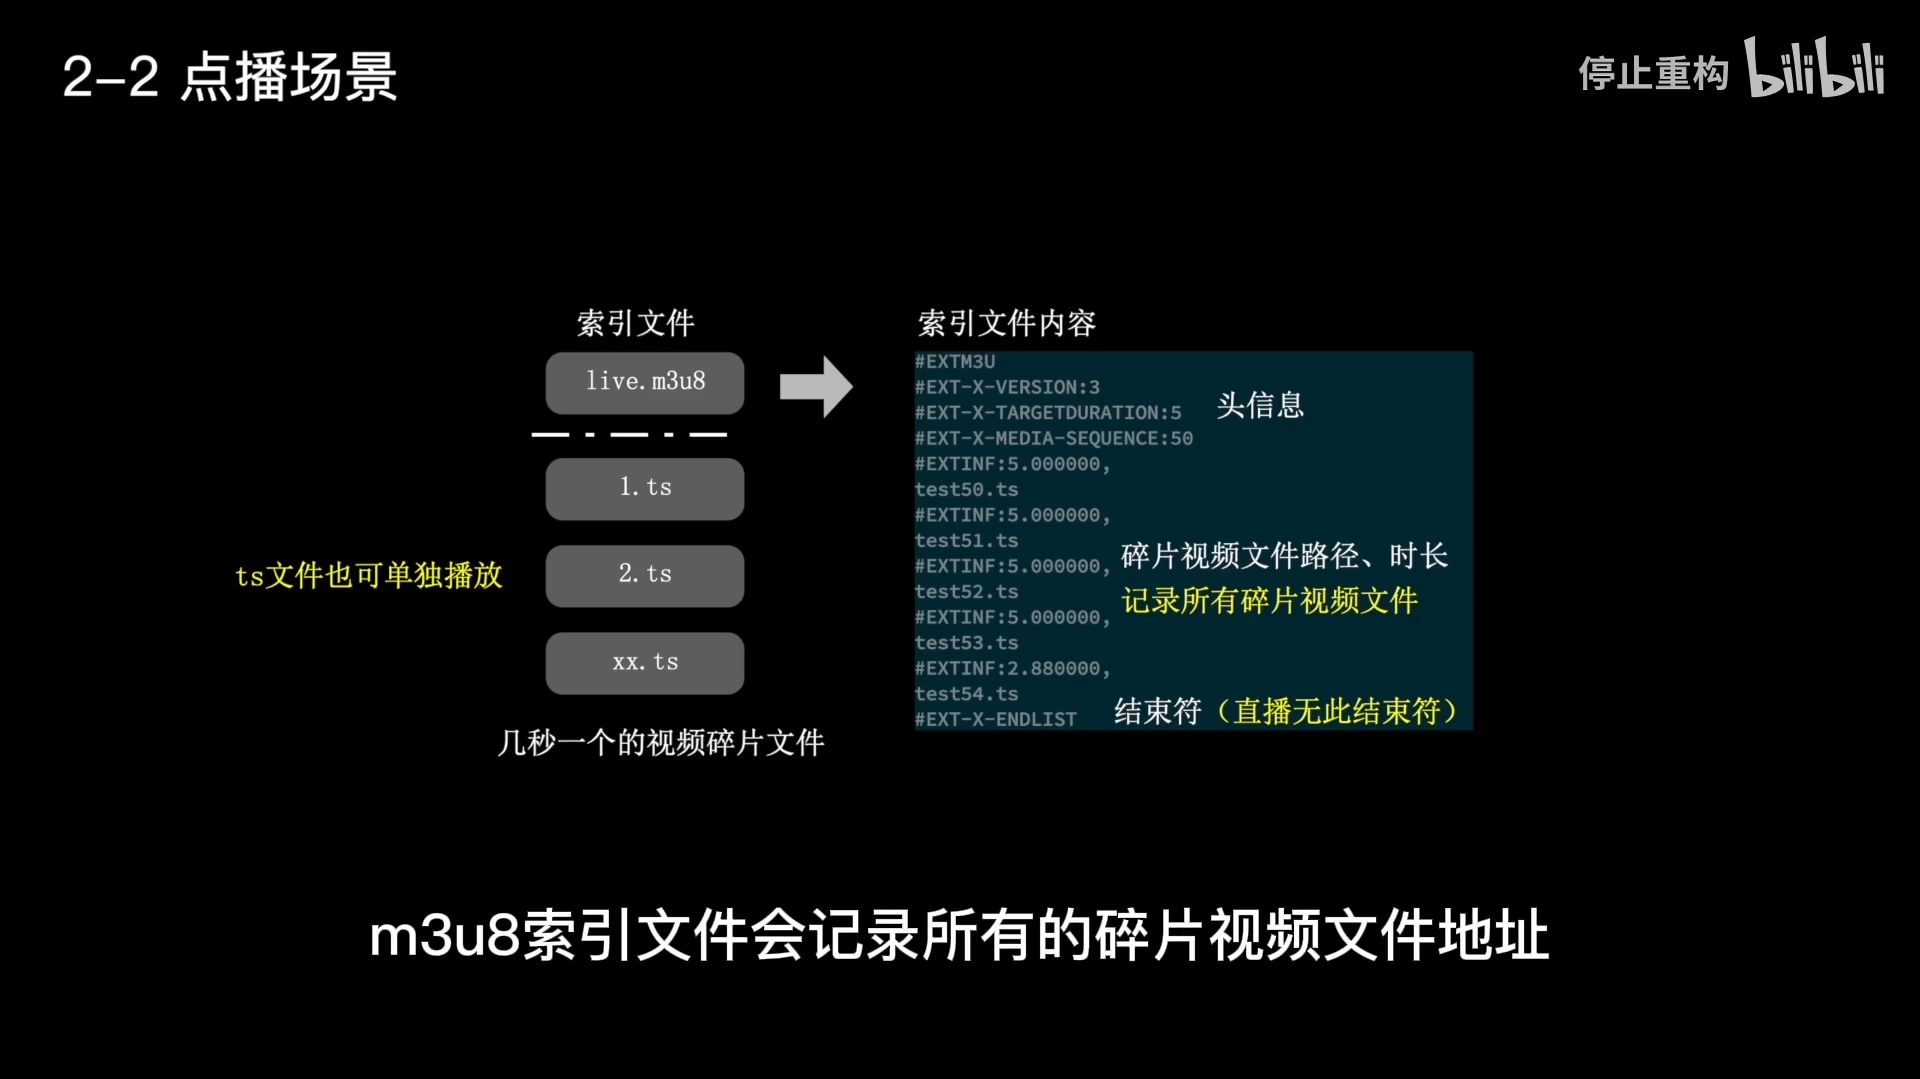 2-2 点播场景
停止重构 bilibili
索引文件
live.m3u8
1.ts
2.ts
xx.ts
ts文件也可单独播放
几秒一个的视频碎片文件
索引文件内容
#EXTM3U
#EXT-X-VERSION:3
#EXT-X-TARGETDURATION:5
头信息
#EXT-X-MEDIA-SEQUENCE:50
#EXTINF:5.000000,
test50.ts
#EXTINF:5.000000,
test51.ts
#EXTINF:5.000000,
碎片视频文件路径、时长
test52.ts
记录所有碎片视频文件
#EXTINF:5.000000,
test53.ts
#EXTINF:2.880000,
test54.ts
#EXT-X-ENDLIST
结束符（直播无此结束符）
m3u8索引文件会记录所有的碎片视频文件地址